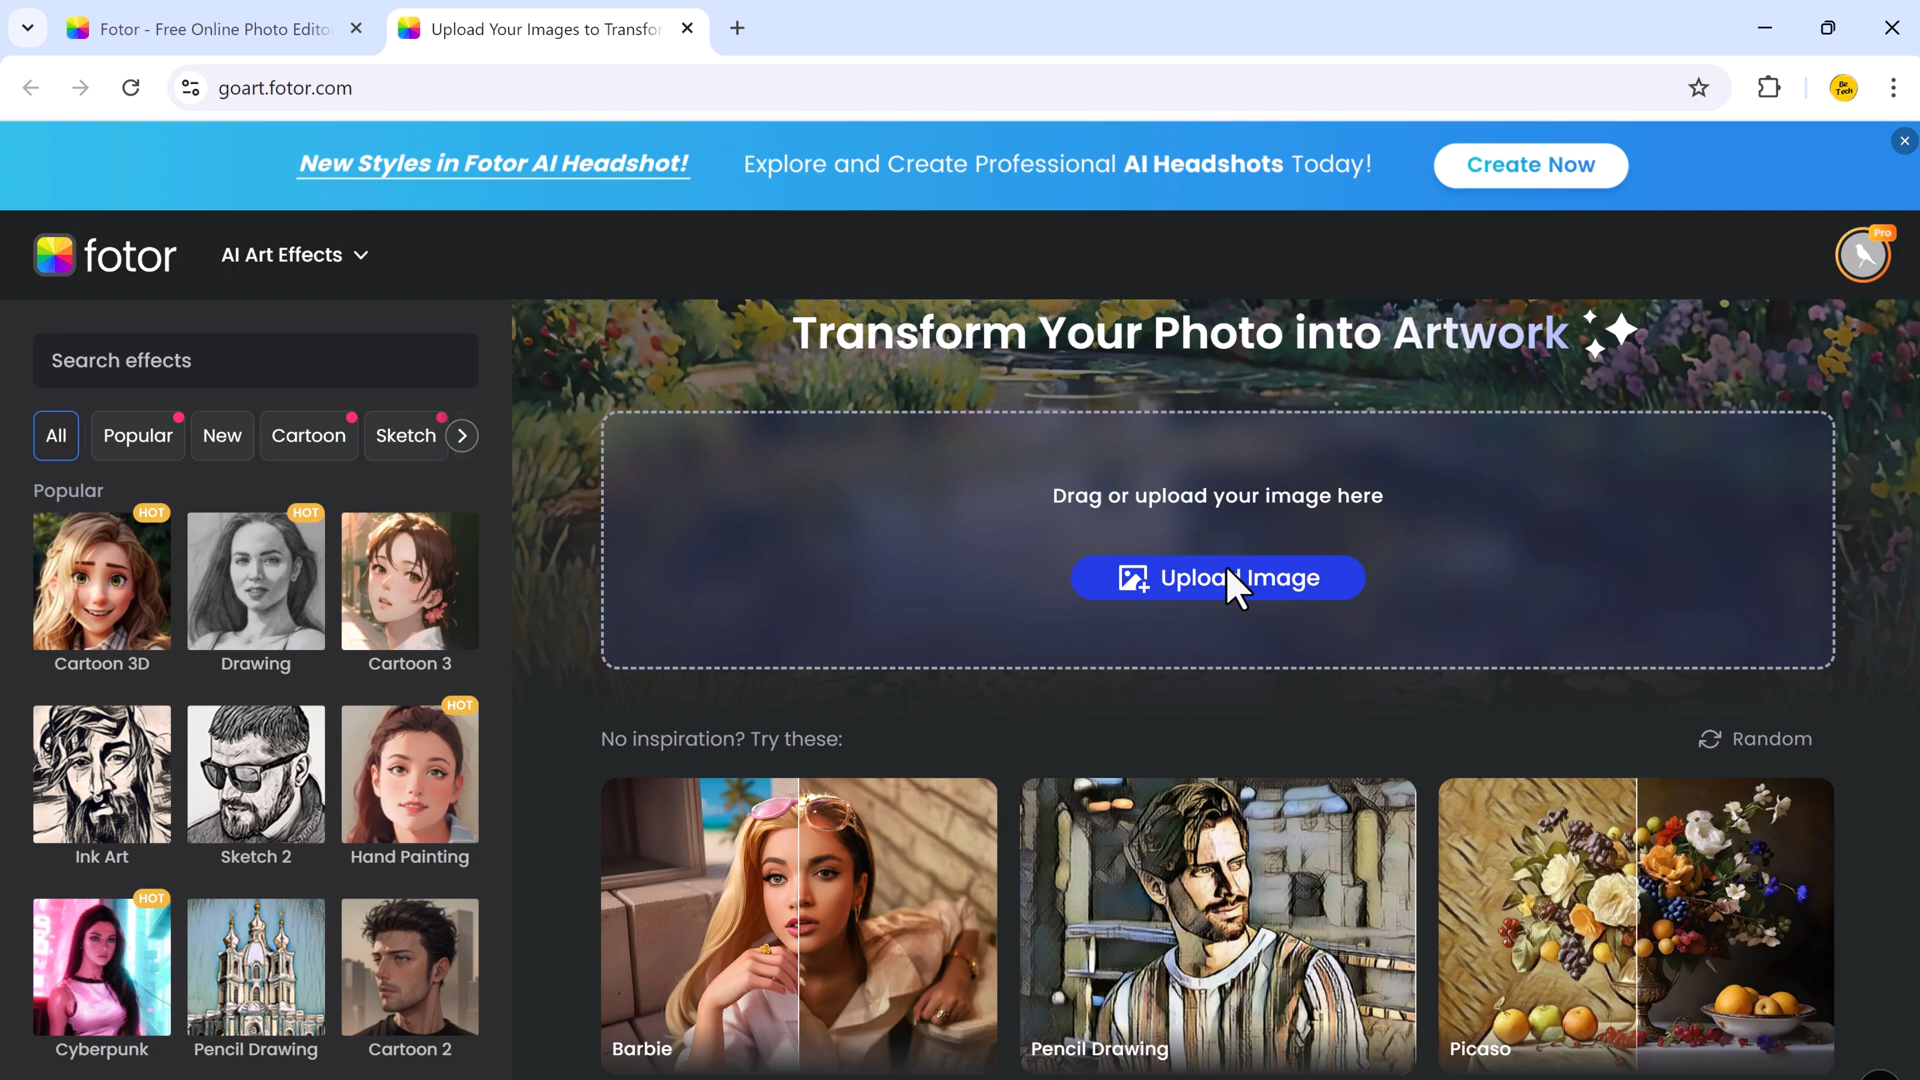 Fotor - Free Online Photo Edito
Upload Your Images to Transfor
goart.fotor.com
Be
Tech
New Styles in Fotor AI Headshot!
Explore and Create Professional AI Headshots Today!
Create Now
fotor
AI Art Effects
Pro
Search effects
All
Popular
New
Cartoon
Sketch
Popular
HOT
HOT
Cartoon 3D
Drawing
Cartoon 3
HOT
Ink Art
Sketch 2
Hand Painting
HOT
Cyberpunk
Pencil Drawing
Cartoon 2
Transform Your Photo into Artwork
Drag or upload your image here
Upload Image
No inspiration? Try these:
Random
Barbie
Pencil Drawing
Picaso